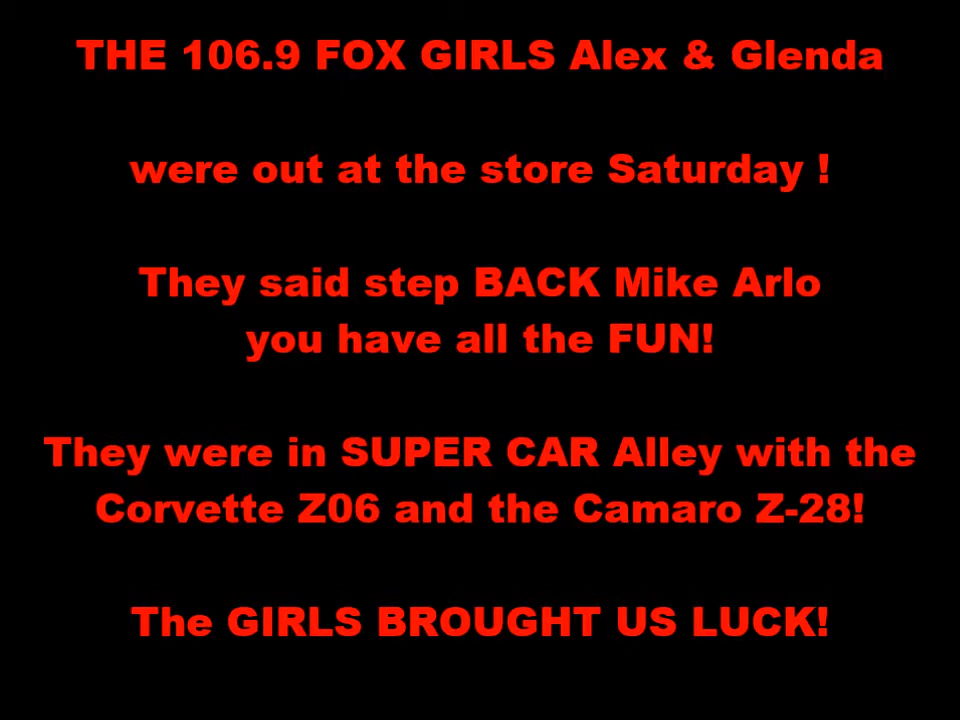 THE 106.9 FOX GIRLS Alex & Glenda
were out at the store Saturday !
They said step BACK Mike Arlo
you have all the FUN!
They were in SUPER CAR Alley with the
Corvette Z06 and the Camaro Z-28!
The GIRLS BROUGHT US LUCK!